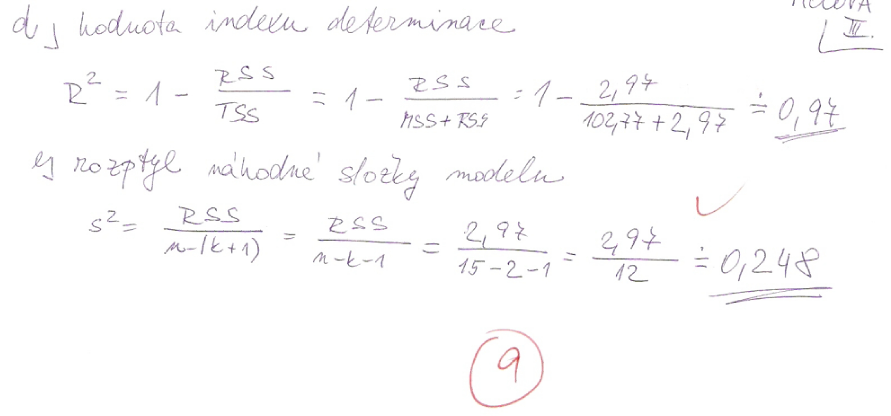 III.
d) hodnota indexu determinace
R² = 1 - RSS/TSS = 1 - RSS/(MSS + RSS) = 1 - 2,97/(102,77 + 2,97) ≐ 0,97
e) rozptyl náhodné složky modelu
s² = RSS/(n-(k+1)) = RSS/(n-k-1) = 2,97/(15-2-1) = 2,97/12 ≐ 0,248
9